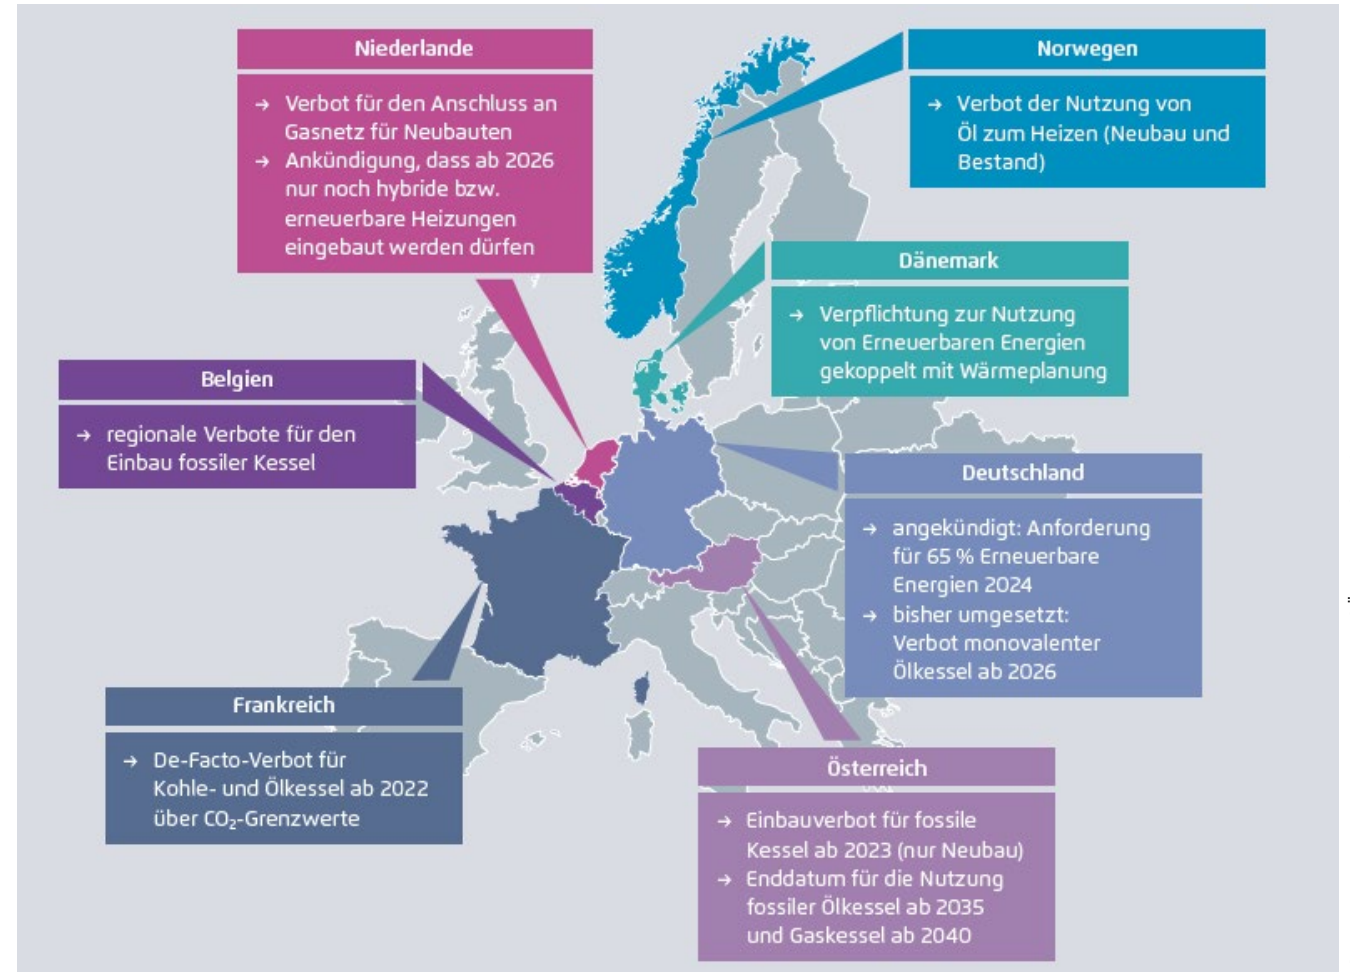 Niederlande
→ Verbot für den Anschluss an
Gasnetz für Neubauten
→ Ankündigung, dass ab 2026
nur noch hybride bzw.
erneuerbare Heizungen
eingebaut werden dürfen
Norwegen
→ Verbot der Nutzung von
Öl zum Heizen (Neubau und
Bestand)
Dänemark
→ Verpflichtung zur Nutzung
von Erneuerbaren Energien
gekoppelt mit Wärmeplanung
Belgien
→ regionale Verbote für den
Einbau fossiler Kessel
Deutschland
→ angekündigt: Anforderung
für 65 % Erneuerbare
Energien 2024
→ bisher umgesetzt:
Verbot monovalenter
Ölkessel ab 2026
Frankreich
→ De-Facto-Verbot für
Kohle- und Ölkessel ab 2022
über CO₂-Grenzwerte
Österreich
→ Einbauverbot für fossile
Kessel ab 2023 (nur Neubau)
→ Enddatum für die Nutzung
fossiler Ölkessel ab 2035
und Gaskessel ab 2040